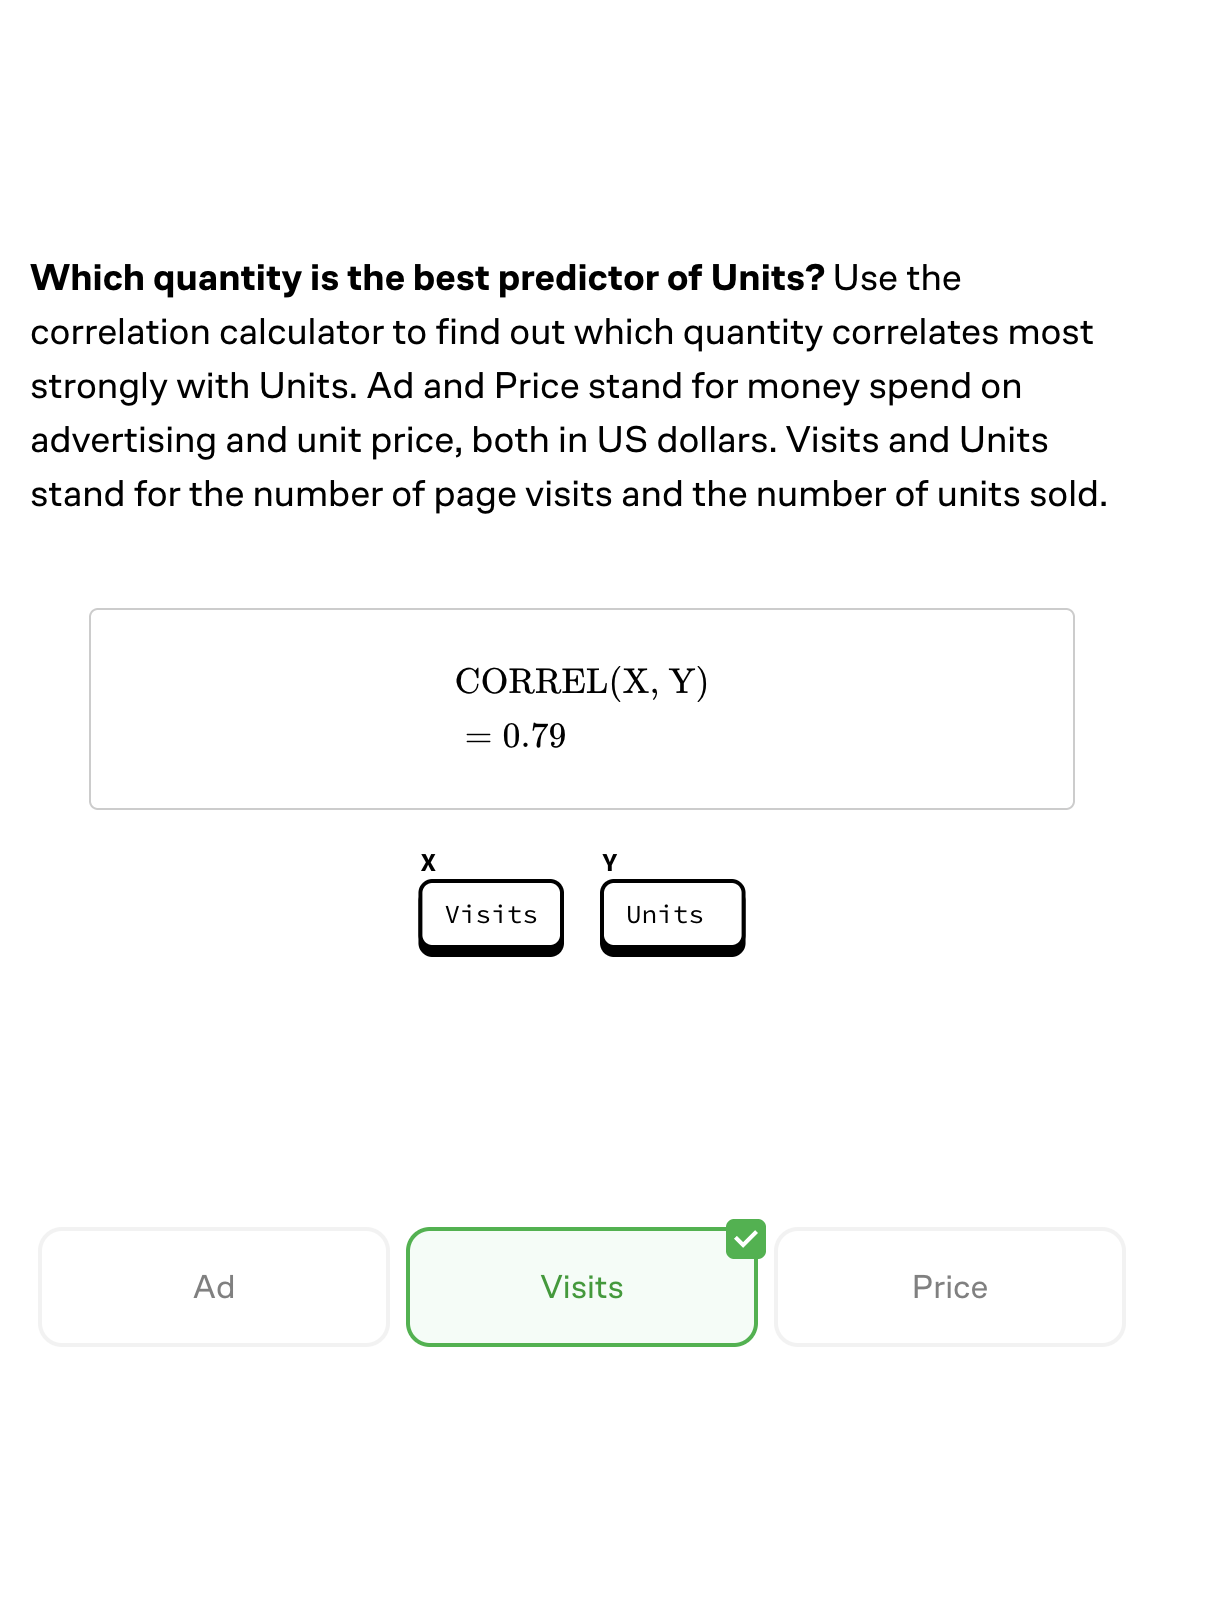 Which quantity is the best predictor of Units? Use the
correlation calculator to find out which quantity correlates most
strongly with Units. Ad and Price stand for money spend on
advertising and unit price, both in US dollars. Visits and Units
stand for the number of page visits and the number of units sold.
CORREL(X, Y)
= 0.79
X Y
Visits Units
Ad Visits Price